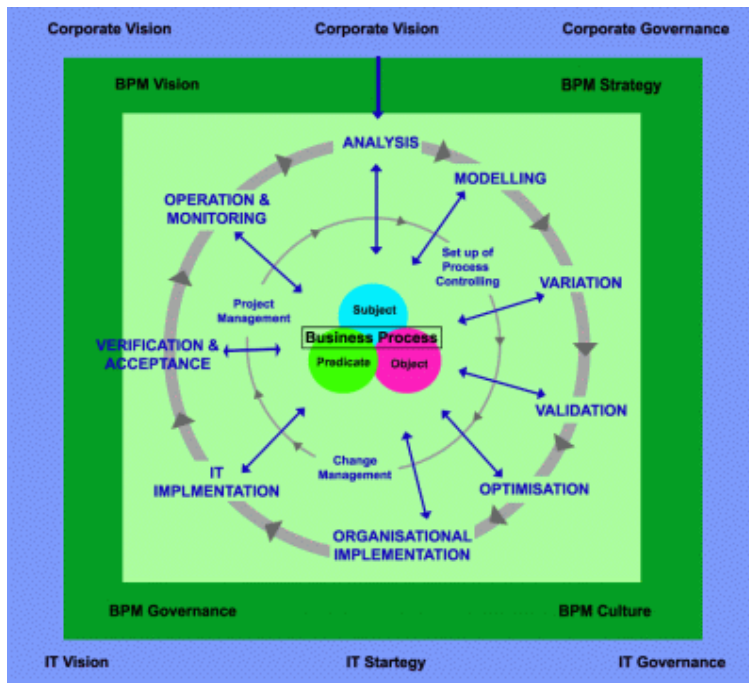 Corporate Vision
Corporate Vision
Corporate Governance
BPM Vision
BPM Strategy
ANALYSIS
MODELLING
OPERATION &
MONITORING
Set up of
Process
Controlling
VARIATION
Project
Management
Subject
Business Process
Predicate
Object
VERIFICATION &
ACCEPTANCE
VALIDATION
Change
Management
IT
IMPLMENTATION
OPTIMISATION
ORGANISATIONAL
IMPLEMENTATION
BPM Governance
BPM Culture
IT Vision
IT Startegy
IT Governance